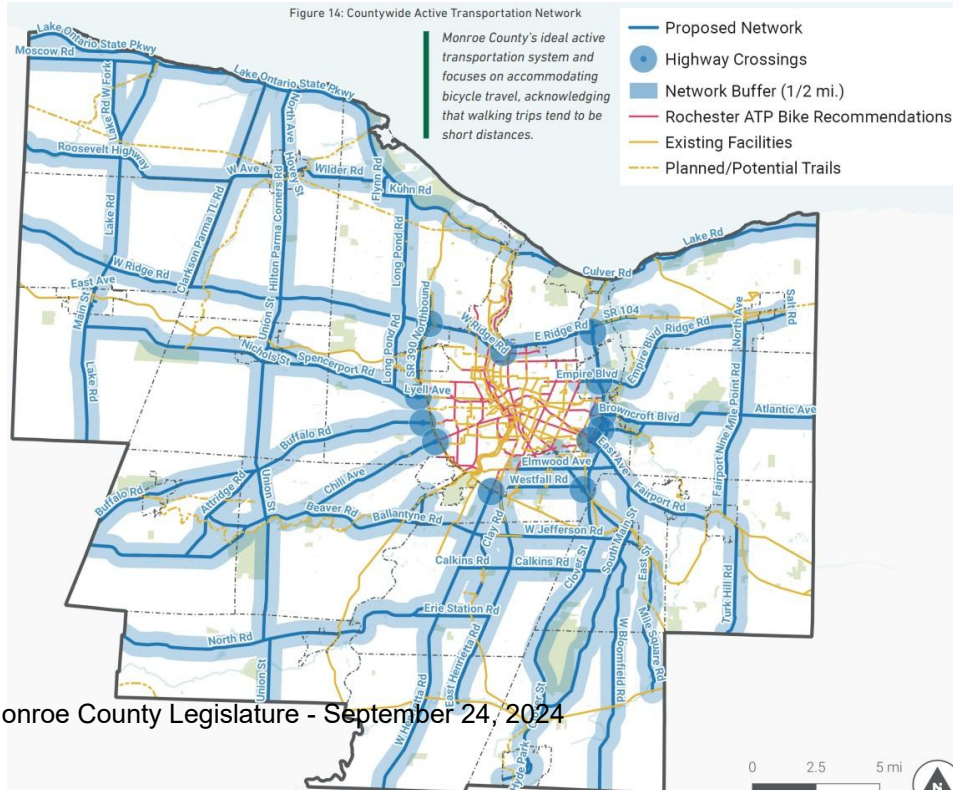 Figure 14: Countywide Active Transportation Network
Monroe County's ideal active
transportation system and
focuses on accommodating
bicycle travel, acknowledging
that walking trips tend to be
short distances.
Proposed Network
Highway Crossings
Network Buffer (1/2 mi.)
Rochester ATP Bike Recommendations
Existing Facilities
Planned/Potential Trails
Lake Ontario State Pkwy
Moscow Rd
Lake Rd W Fork
Lake Ontario State Pkwy
North Ave
Hovey St
Roosevelt Highway
W Ave
Wilder Rd
Flynn Rd
Kuhn Rd
Lake Rd
Clarkson Parma TL Rd
Hilton Parma Corners Rd
Long Pond Rd
Lake Rd
Culver Rd
W Ridge Rd
East Ave
Main St
Union St
SR 390 Northbound
W Ridge Rd
E Ridge Rd
SR 104
Salt Rd
North Ave
Ridge Rd
Empire Blvd
Nichols St
Spencerport Rd
Long Pond Rd
Empire Blvd
Lake Rd
Lyell Ave
Browncroft Blvd
Atlantic Ave
Fairport Nine Mile Point Rd
Buffalo Rd
East Ave
Elmwood Ave
Chili Ave
Westfall Rd
Fairport Rd
Buffalo Rd
Attridge Rd
Union St
Beaver Rd
Ballantyne Rd
Clay Rd
W Jefferson Rd
South Main St
Clover St
East St
Calkins Rd
Calkins Rd
Turk Hill Rd
Erie Station Rd
Mile Square Rd
W Bloomfield Rd
North Rd
Union St
East Henrietta Rd
W Henrietta Rd
onroe County Legislature - September 24, 2024
Hyde Park
0 2.5 5 mi
N